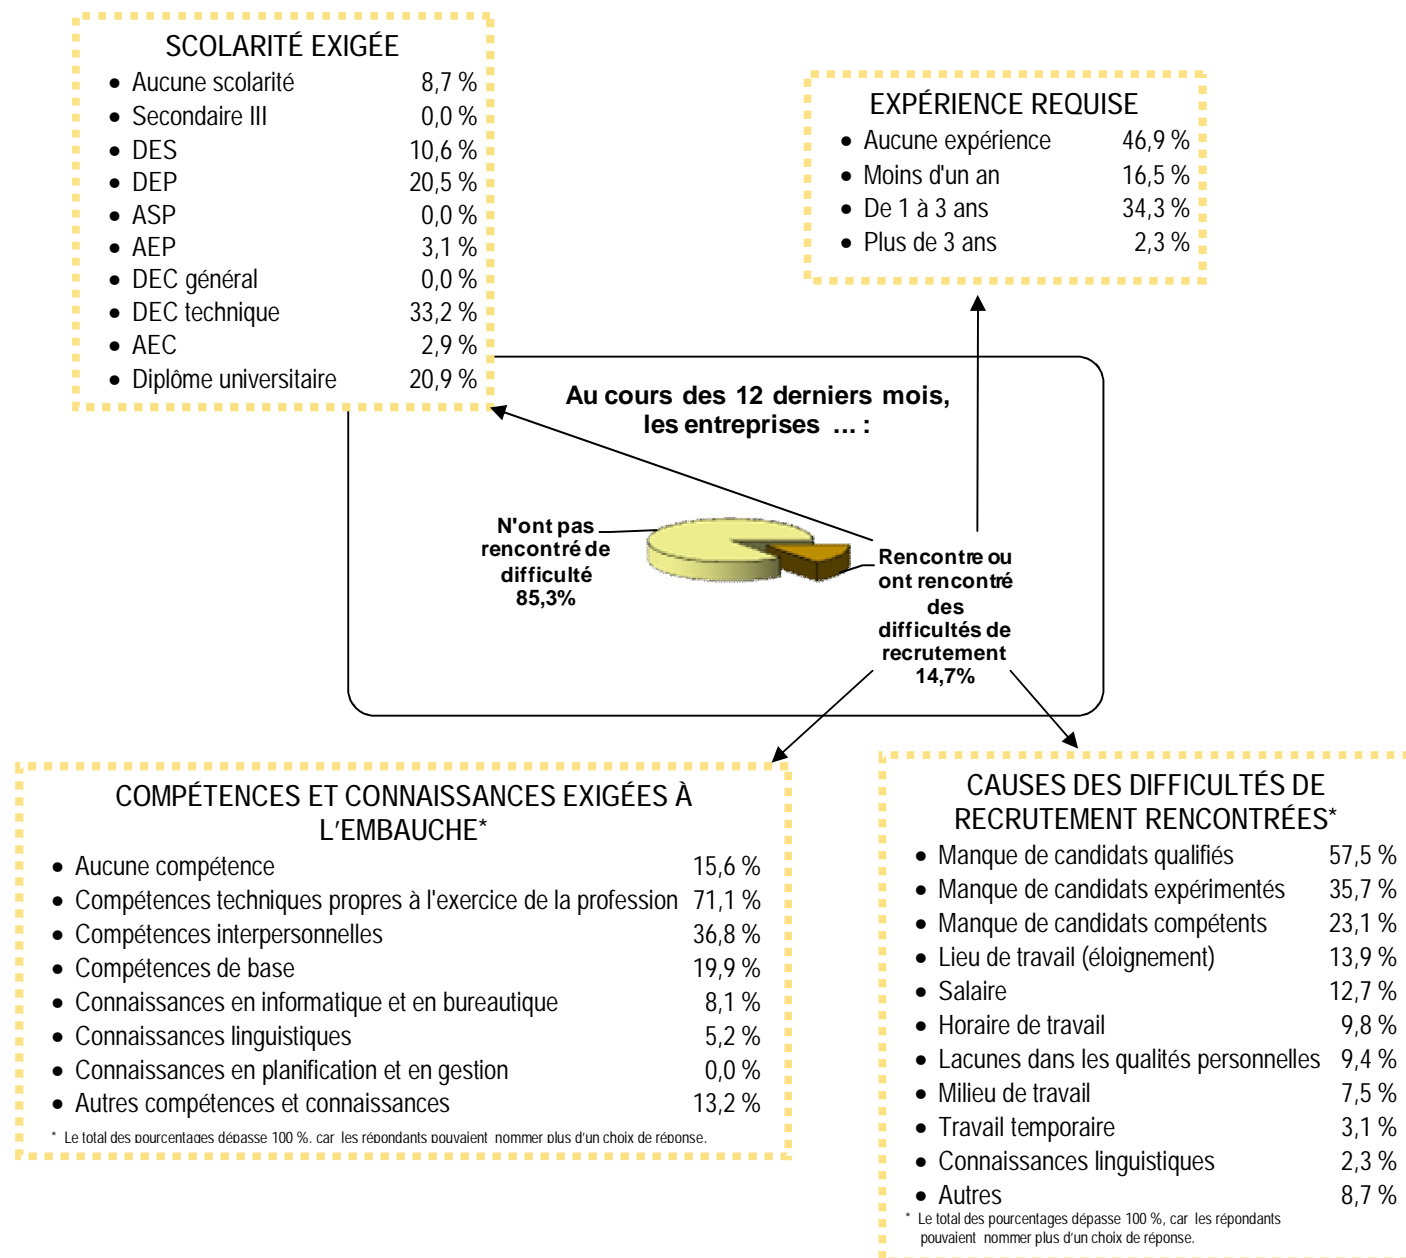 SCOLARITÉ EXIGÉE
• Aucune scolarité 8,7 %
• Secondaire III 0,0 %
• DES 10,6 %
• DEP 20,5 %
• ASP 0,0 %
• AEP 3,1 %
• DEC général 0,0 %
• DEC technique 33,2 %
• AEC 2,9 %
• Diplôme universitaire 20,9 %
EXPÉRIENCE REQUISE
• Aucune expérience 46,9 %
• Moins d'un an 16,5 %
• De 1 à 3 ans 34,3 %
• Plus de 3 ans 2,3 %
Au cours des 12 derniers mois,
les entreprises ... :
N'ont pas
rencontré de
difficulté
85,3%
Rencontre ou
ont rencontré
des
difficultés de
recrutement
14,7%
COMPÉTENCES ET CONNAISSANCES EXIGÉES À
L'EMBAUCHE*
• Aucune compétence 15,6 %
• Compétences techniques propres à l'exercice de la profession 71,1 %
• Compétences interpersonnelles 36,8 %
• Compétences de base 19,9 %
• Connaissances en informatique et en bureautique 8,1 %
• Connaissances linguistiques 5,2 %
• Connaissances en planification et en gestion 0,0 %
• Autres compétences et connaissances 13,2 %
* Le total des pourcentages dépasse 100 %, car les répondants pouvaient nommer plus d'un choix de réponse.
CAUSES DES DIFFICULTÉS DE
RECRUTEMENT RENCONTRÉES*
• Manque de candidats qualifiés 57,5 %
• Manque de candidats expérimentés 35,7 %
• Manque de candidats compétents 23,1 %
• Lieu de travail (éloignement) 13,9 %
• Salaire 12,7 %
• Horaire de travail 9,8 %
• Lacunes dans les qualités personnelles 9,4 %
• Milieu de travail 7,5 %
• Travail temporaire 3,1 %
• Connaissances linguistiques 2,3 %
• Autres 8,7 %
* Le total des pourcentages dépasse 100 %, car les répondants
pouvaient nommer plus d'un choix de réponse.